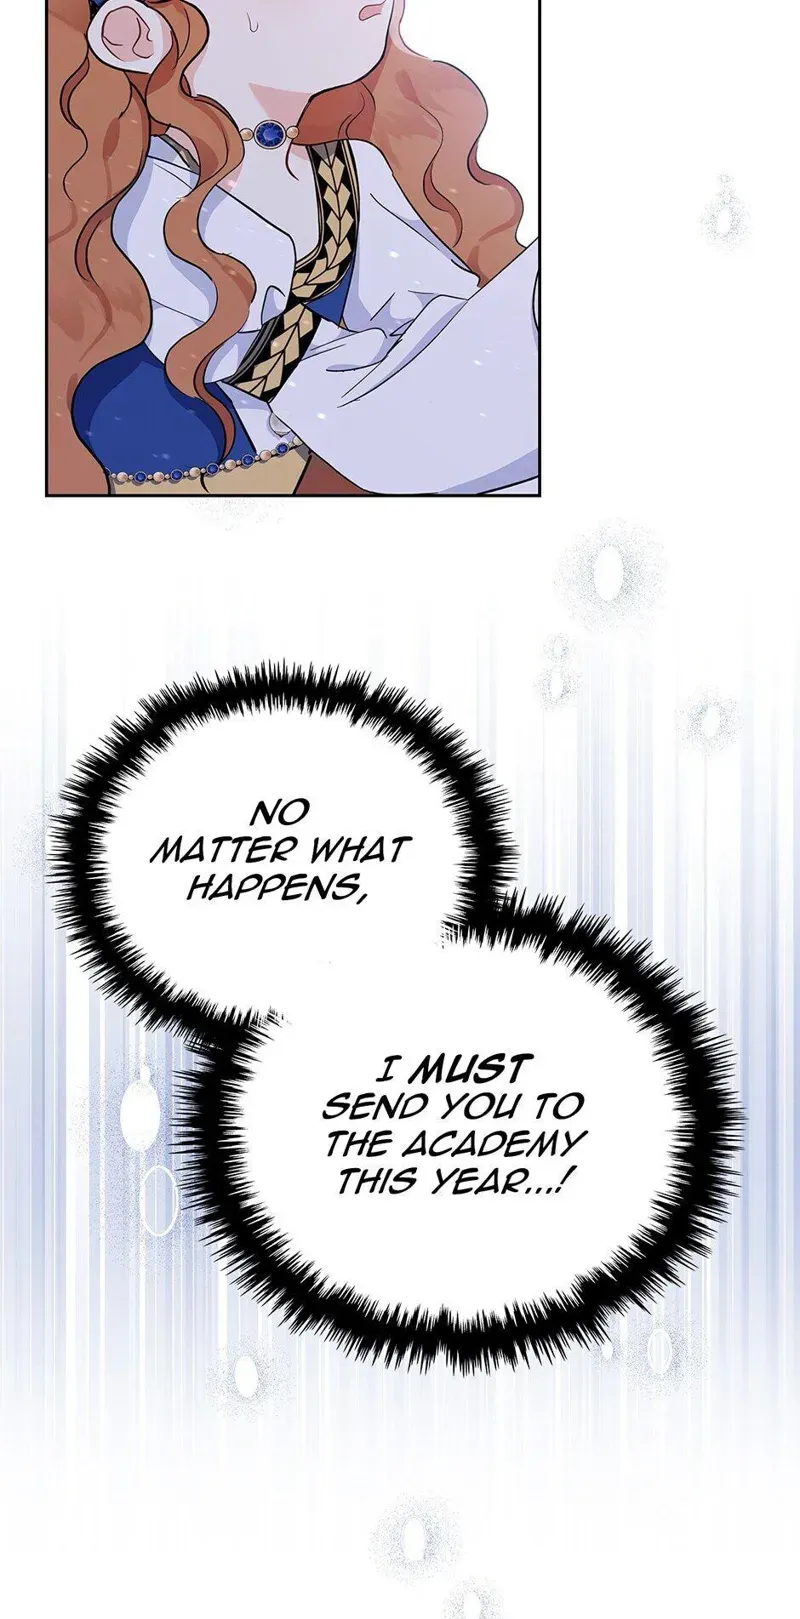 NO
MATTER WHAT
HAPPENS,
I MUST
SEND YOU TO
THE ACADEMY
THIS YEAR...!